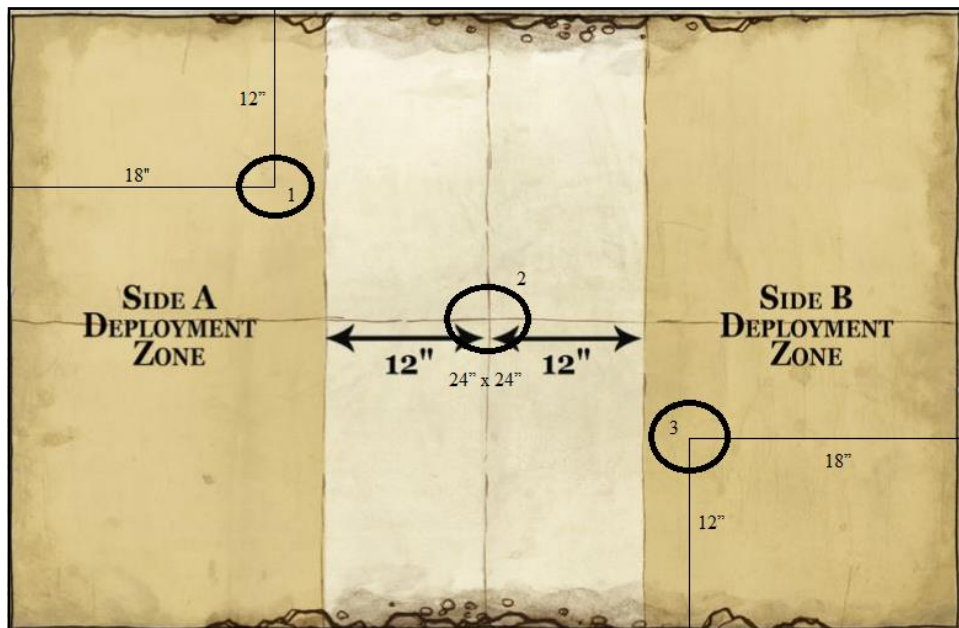 12”
18"
1
2
SIDE A
DEPLOYMENT
ZONE
SIDE B
DEPLOYMENT
ZONE
12" 12"
24” x 24”
3
18”
12”